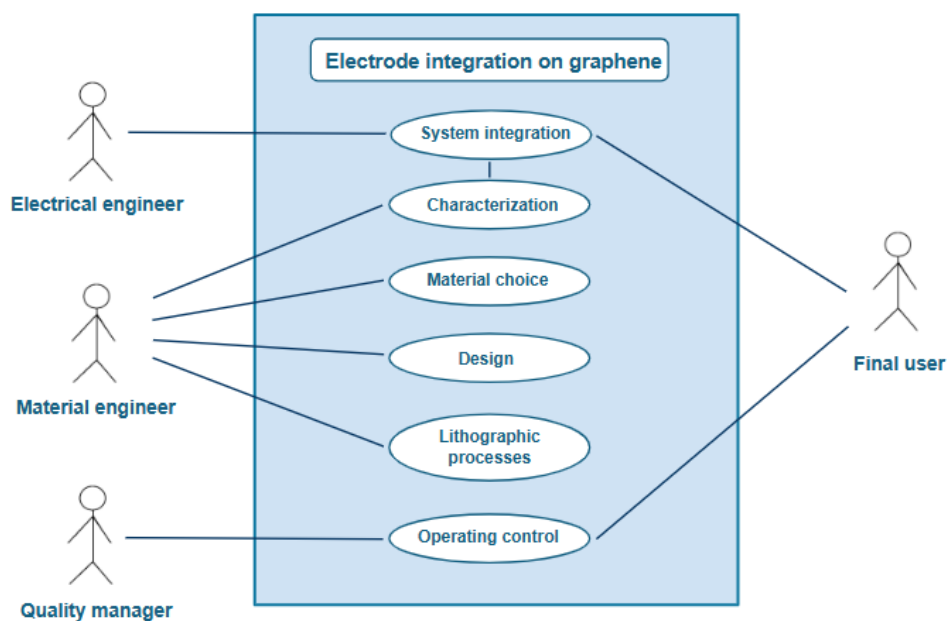 Electrode integration on graphene
System integration
Electrical engineer
Characterization
Material choice
Design
Final user
Material engineer
Lithographic
processes
Operating control
Quality manager